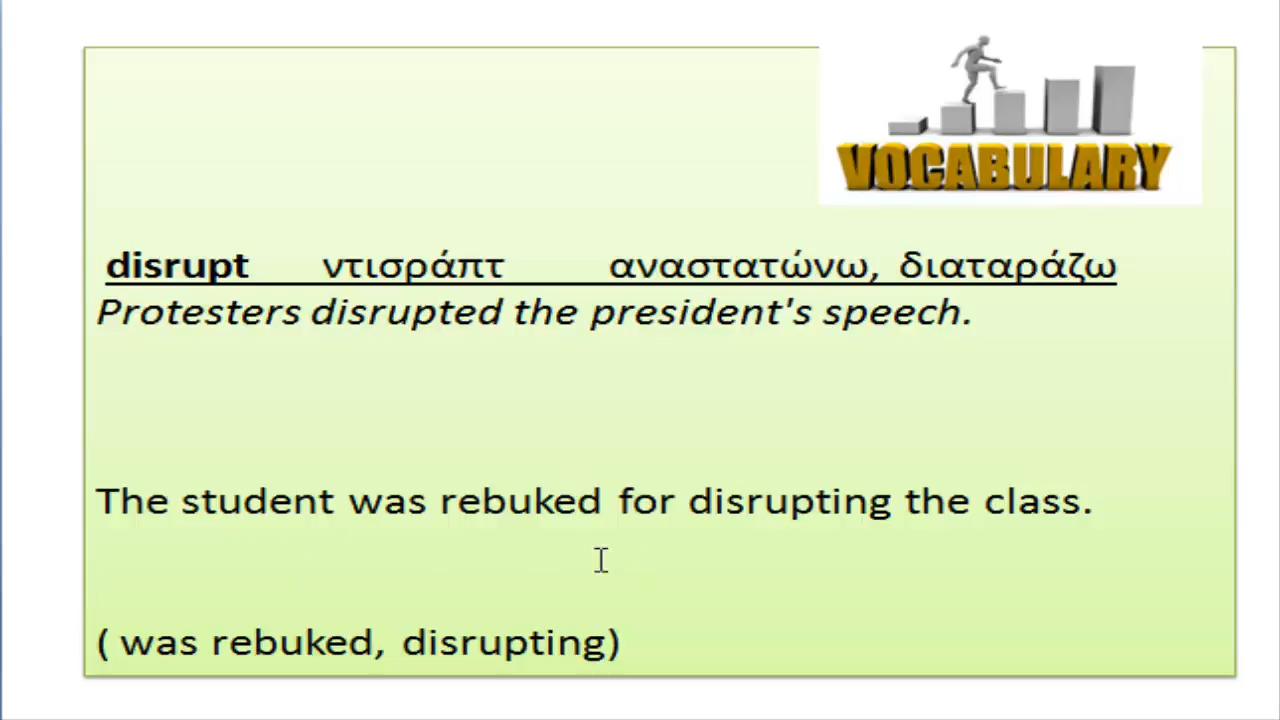 VOCABULARY
disrupt ντισράπτ αναστατώνω, διαταράζω
Protesters disrupted the president's speech.
The student was rebuked for disrupting the class.
( was rebuked, disrupting)